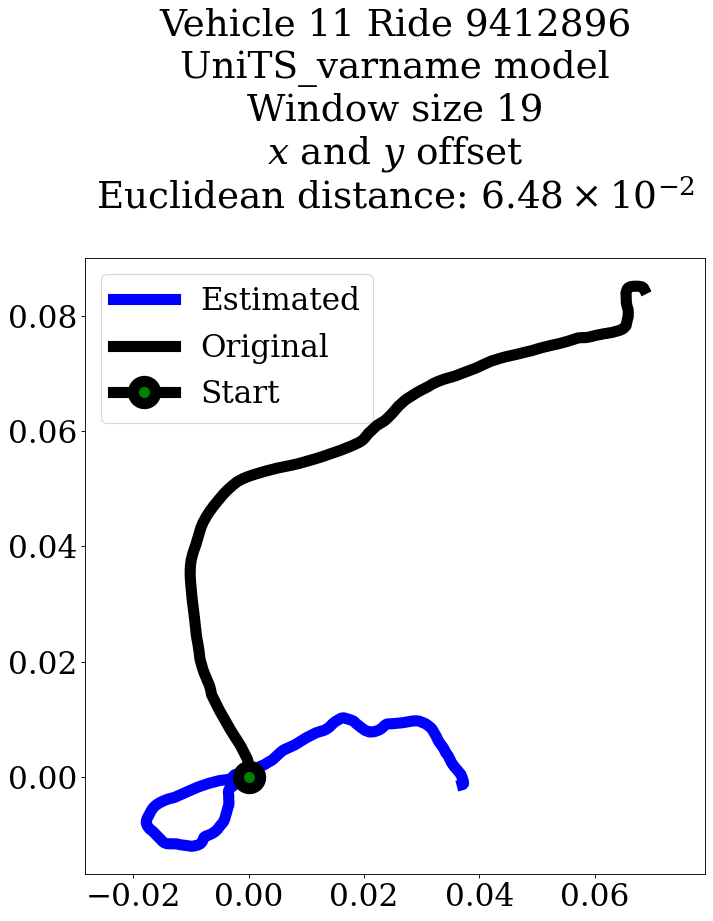 Vehicle 11 Ride 9412896
UniTS_varname model
Window size 19
x and y offset
Euclidean distance: 6.48 × 10⁻²
Estimated
Original
Start
0.08
0.06
0.04
0.02
0.00
−0.02 0.00 0.02 0.04 0.06